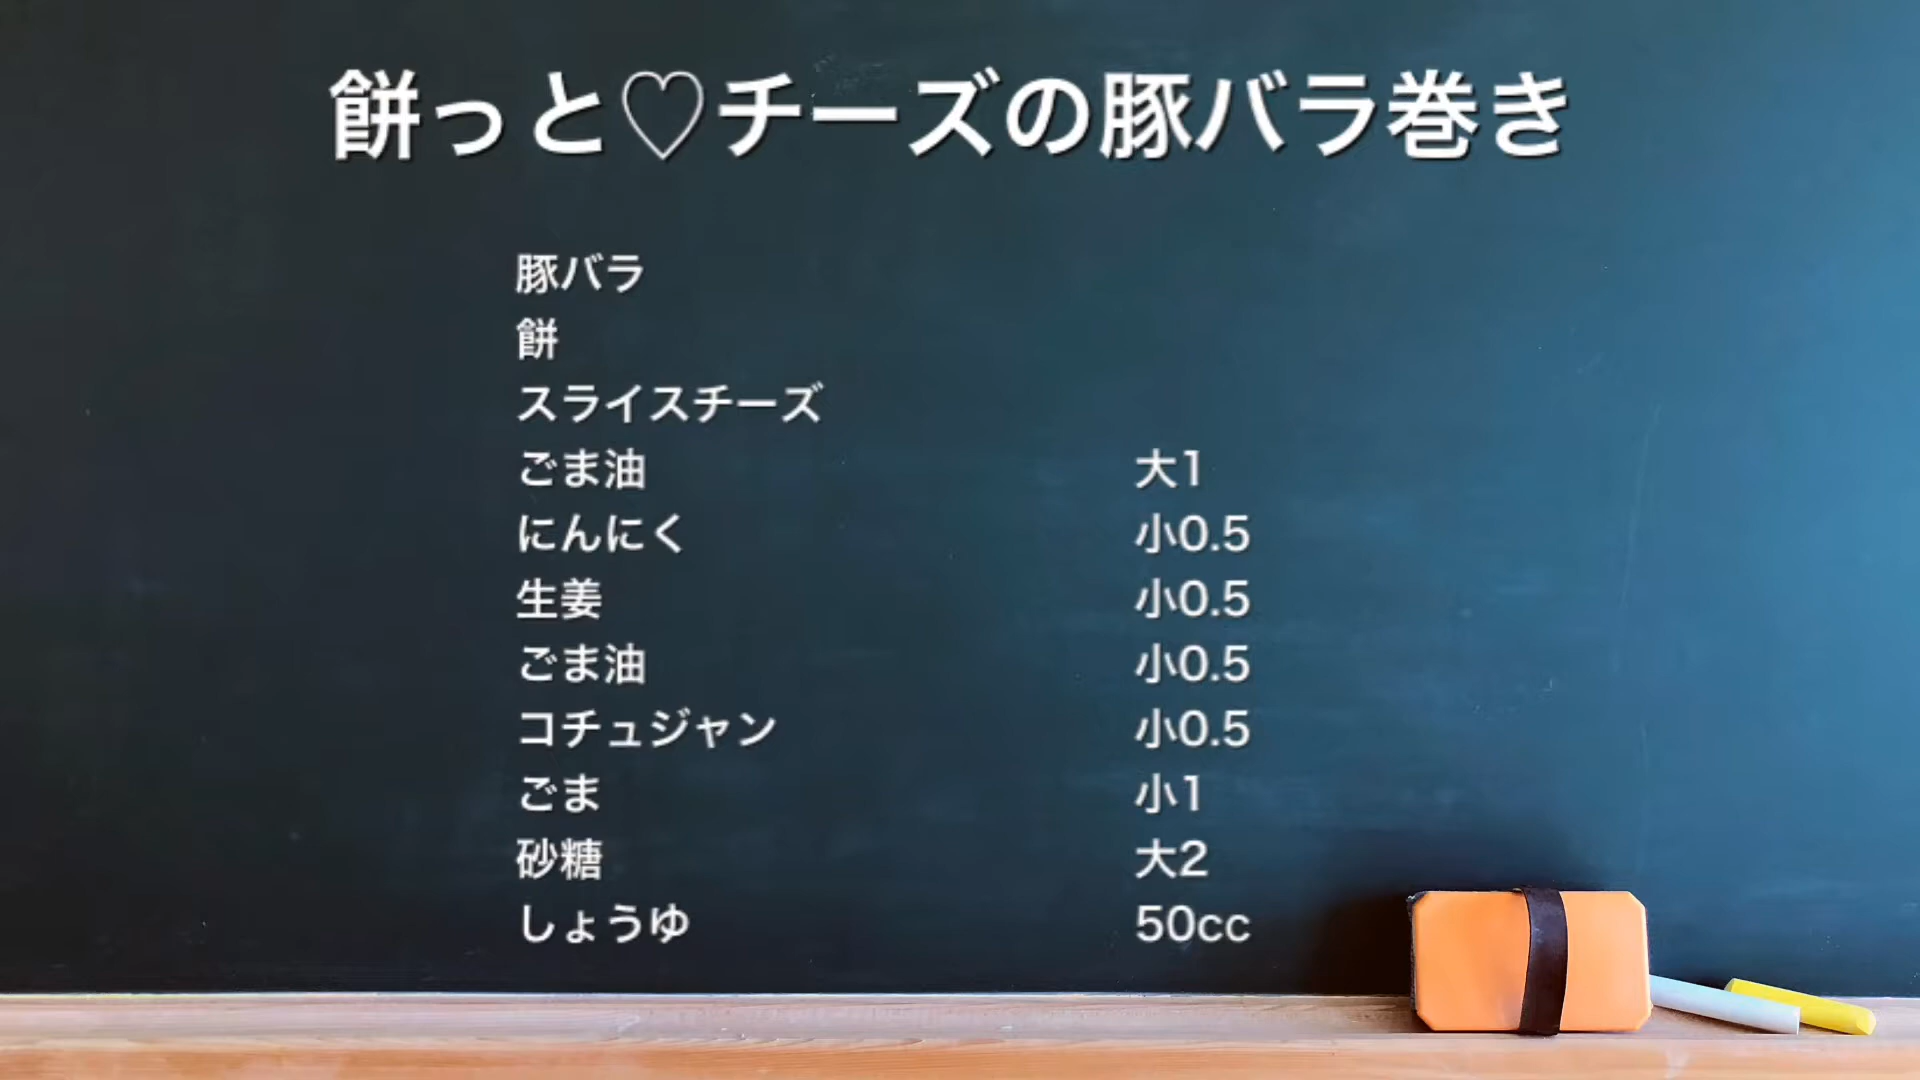 餅っと♡チーズの豚バラ巻き
豚バラ
餅
スライスチーズ
ごま油 大1
にんにく 小0.5
生姜 小0.5
ごま油 小0.5
コチュジャン 小0.5
ごま 小1
砂糖 大2
しょうゆ 50cc